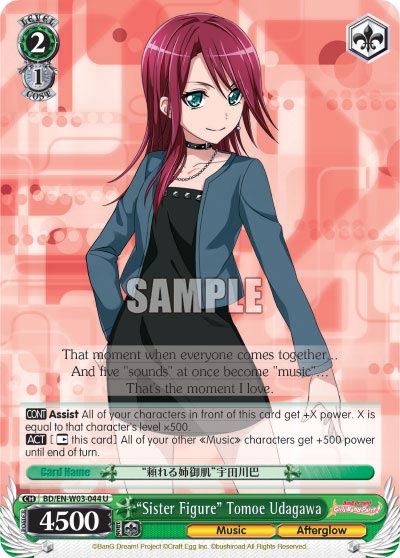 LEVEL
2
1
COST
SAMPLE
That moment when everyone comes together...
And five "sounds" at once become "music"...
That's the moment I love.
CONT Assist All of your characters in front of this card get +X power. X is
equal to that character's level ×500.
ACT [ this card] All of your other «Music» characters get +500 power
until end of turn.
Card Name
"頼れる姉御肌"宇田川巴
CH BD/EN-W03-044 U
"Sister Figure" Tomoe Udagawa
4500
POWER
Music
Afterglow
©BanG Dream! Project ©Craft Egg Inc. ©bushiroad All Rights Reserved.